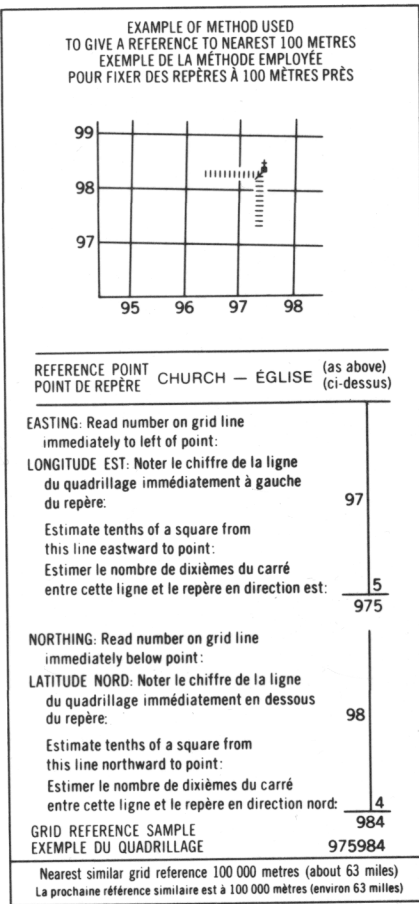 EXAMPLE OF METHOD USED
TO GIVE A REFERENCE TO NEAREST 100 METRES
EXEMPLE DE LA MÉTHODE EMPLOYÉE
POUR FIXER DES REPÈRES À 100 MÈTRES PRÈS
99
98
97
95 96 97 98
REFERENCE POINT CHURCH — ÉGLISE (as above)
POINT DE REPÈRE (ci-dessus)
EASTING: Read number on grid line
immediately to left of point:
LONGITUDE EST: Noter le chiffre de la ligne
du quadrillage immédiatement à gauche
du repère: 97
Estimate tenths of a square from
this line eastward to point:
Estimer le nombre de dixièmes du carré
entre cette ligne et le repère en direction est: 5
975
NORTHING: Read number on grid line
immediately below point:
LATITUDE NORD: Noter le chiffre de la ligne
du quadrillage immédiatement en dessous
du repère: 98
Estimate tenths of a square from
this line northward to point:
Estimer le nombre de dixièmes du carré
entre cette ligne et le repère en direction nord: 4
984
GRID REFERENCE SAMPLE
EXEMPLE DU QUADRILLAGE 975984
Nearest similar grid reference 100 000 metres (about 63 miles)
La prochaine référence similaire est à 100 000 mètres (environ 63 milles)